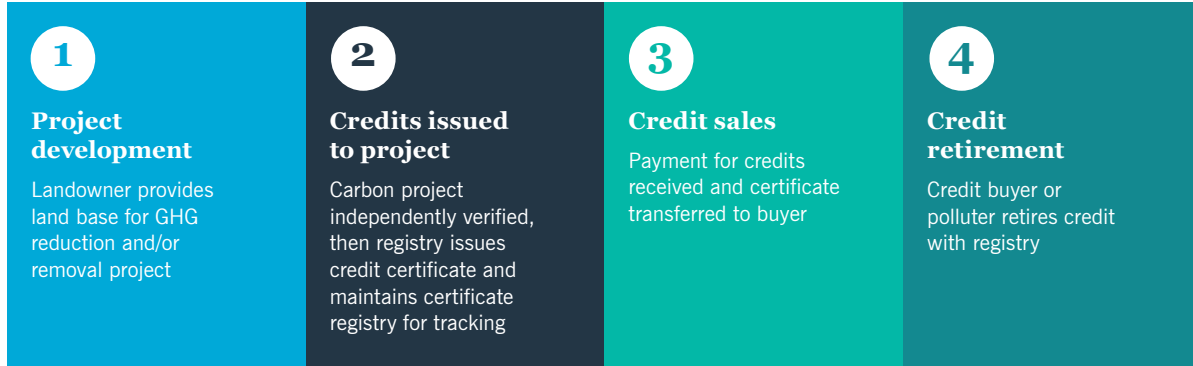 1
Project
development
Landowner provides
land base for GHG
reduction and/or
removal project
2
Credits issued
to project
Carbon project
independently verified,
then registry issues
credit certificate and
maintains certificate
registry for tracking
3
Credit sales
Payment for credits
received and certificate
transferred to buyer
4
Credit
retirement
Credit buyer or
polluter retires credit
with registry